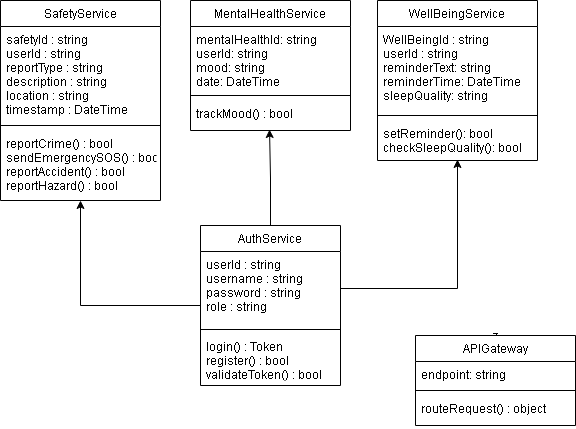 SafetyService
safetyId : string
userId : string
reportType : string
description : string
location : string
timestamp : DateTime
reportCrime() : bool
sendEmergencySOS() : boo
reportAccident() : bool
reportHazard() : bool
MentalHealthService
mentalHealthId: string
userId: string
mood: string
date: DateTime
trackMood() : bool
WellBeingService
WellBeingId : string
userId : string
reminderText: string
reminderTime: DateTime
sleepQuality: string
setReminder(): bool
checkSleepQuality(): bool
AuthService
userId : string
username : string
password : string
role : string
login() : Token
register() : bool
validateToken() : bool
APIGateway
endpoint: string
routeRequest() : object